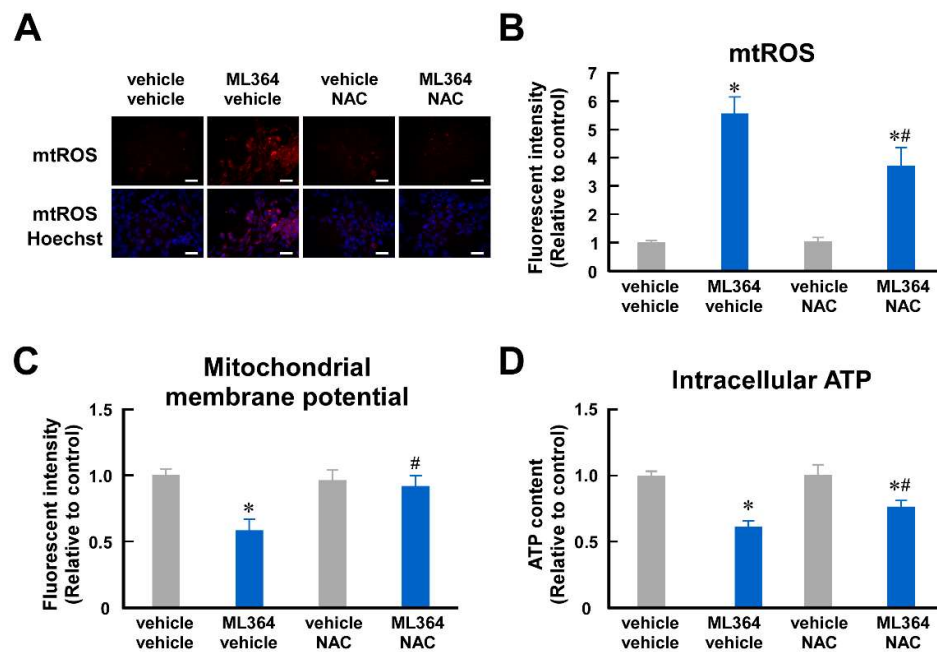 A
vehicle ML364 vehicle ML364
vehicle vehicle NAC NAC
mtROS
mtROS
Hoechst
B
mtROS
Fluorescent intensity
(Relative to control)
7
6
5
4
3
2
1
0
*
*#
vehicle ML364 vehicle ML364
vehicle vehicle NAC NAC
C
Mitochondrial
membrane potential
Fluorescent intensity
(Relative to control)
1.5
1.0
0.5
0
*
#
vehicle ML364 vehicle ML364
vehicle vehicle NAC NAC
D
Intracellular ATP
ATP content
(Relative to control)
1.5
1.0
0.5
0
*
*#
vehicle ML364 vehicle ML364
vehicle vehicle NAC NAC